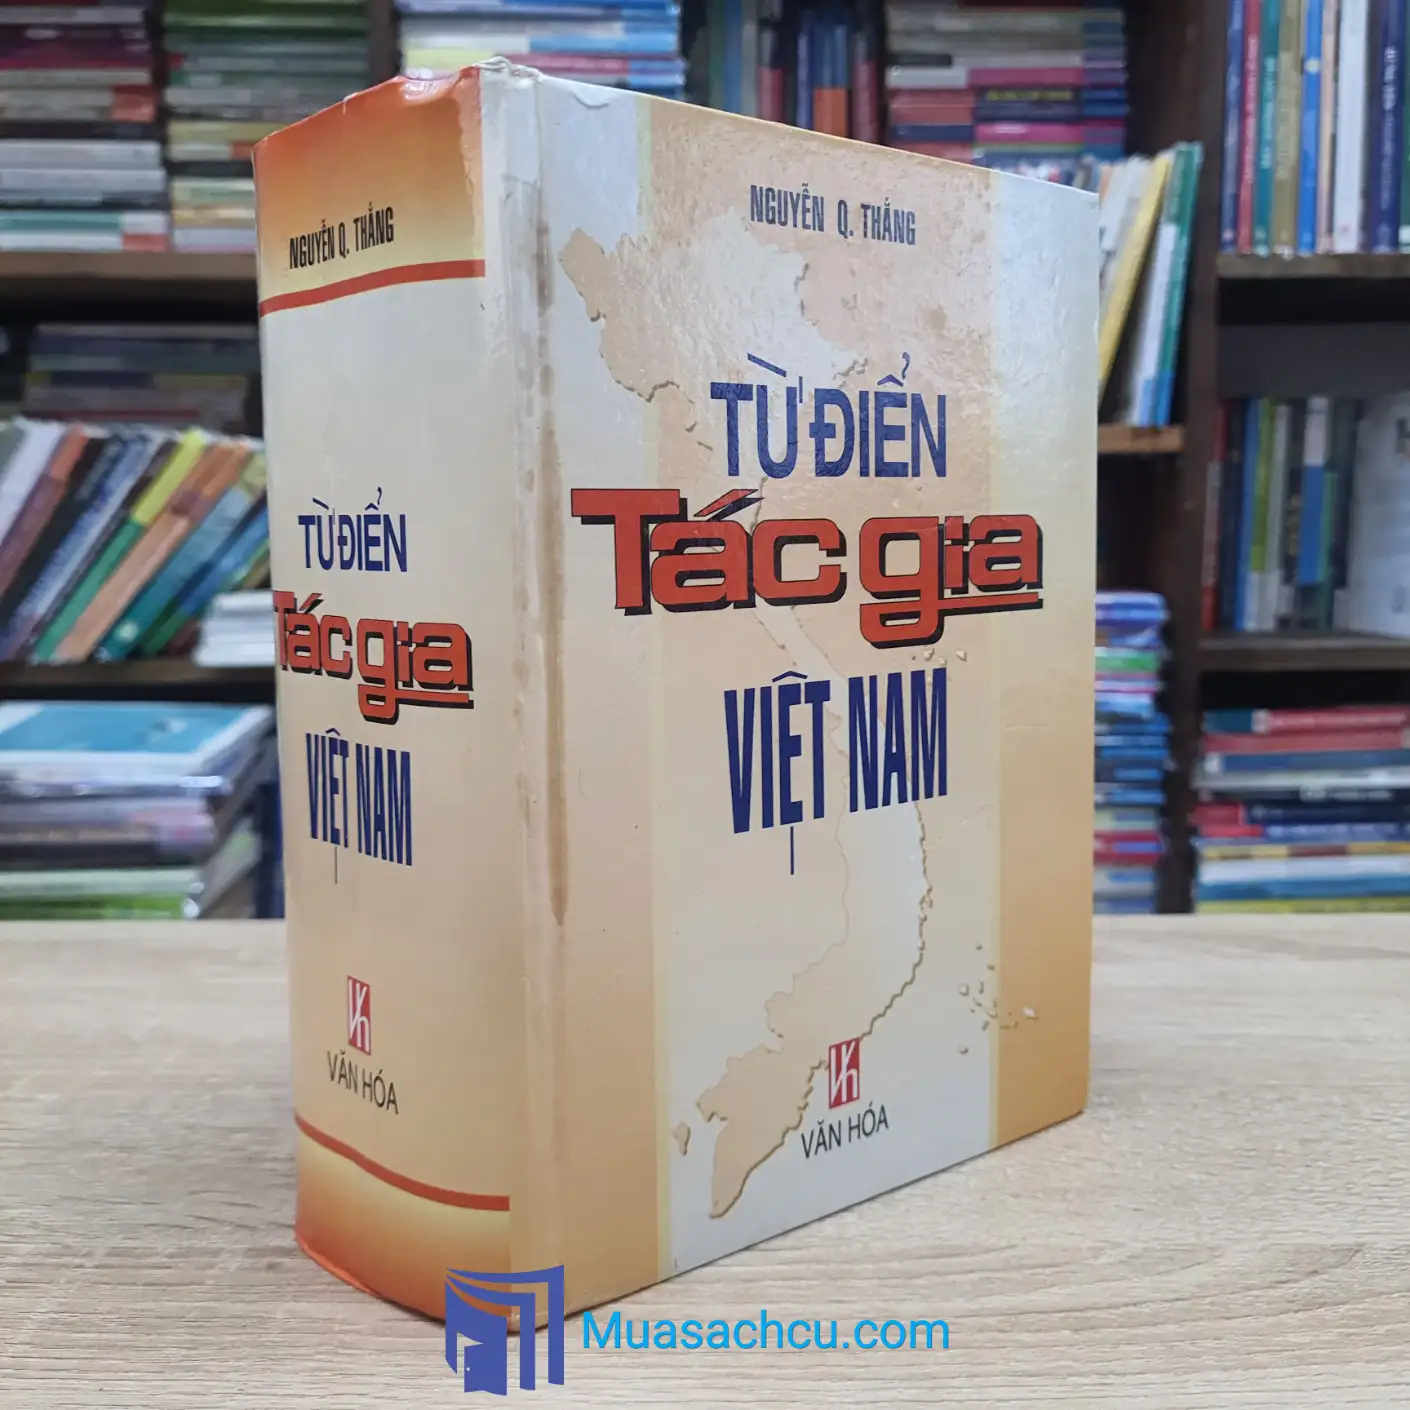 NGUYỄN Q. THẮNG
TỪ ĐIỂN
Tác gia
VIỆT NAM
VĂN HÓA
NGUYỄN Q. THẮNG
TỪ ĐIỂN
Tác gia
VIỆT NAM
VĂN HÓA
Muasachcu.com